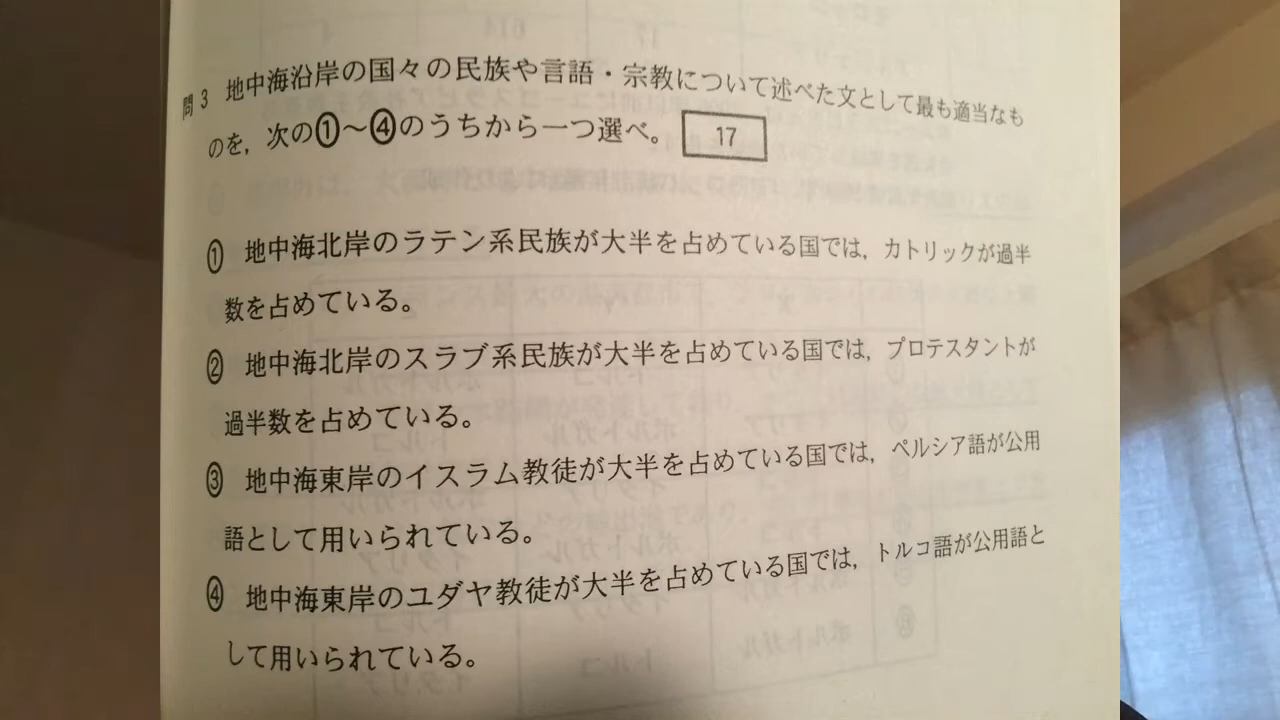 問3 地中海沿岸の国々の民族や言語・宗教について述べた文として最も適当なも
のを，次の①～④のうちから一つ選べ。 17
① 地中海北岸のラテン系民族が大半を占めている国では，カトリックが過半
数を占めている。
② 地中海北岸のスラブ系民族が大半を占めている国では，プロテスタントが
過半数を占めている。
③ 地中海東岸のイスラム教徒が大半を占めている国では，ペルシア語が公用
語として用いられている。
④ 地中海東岸のユダヤ教徒が大半を占めている国では，トルコ語が公用語と
して用いられている。